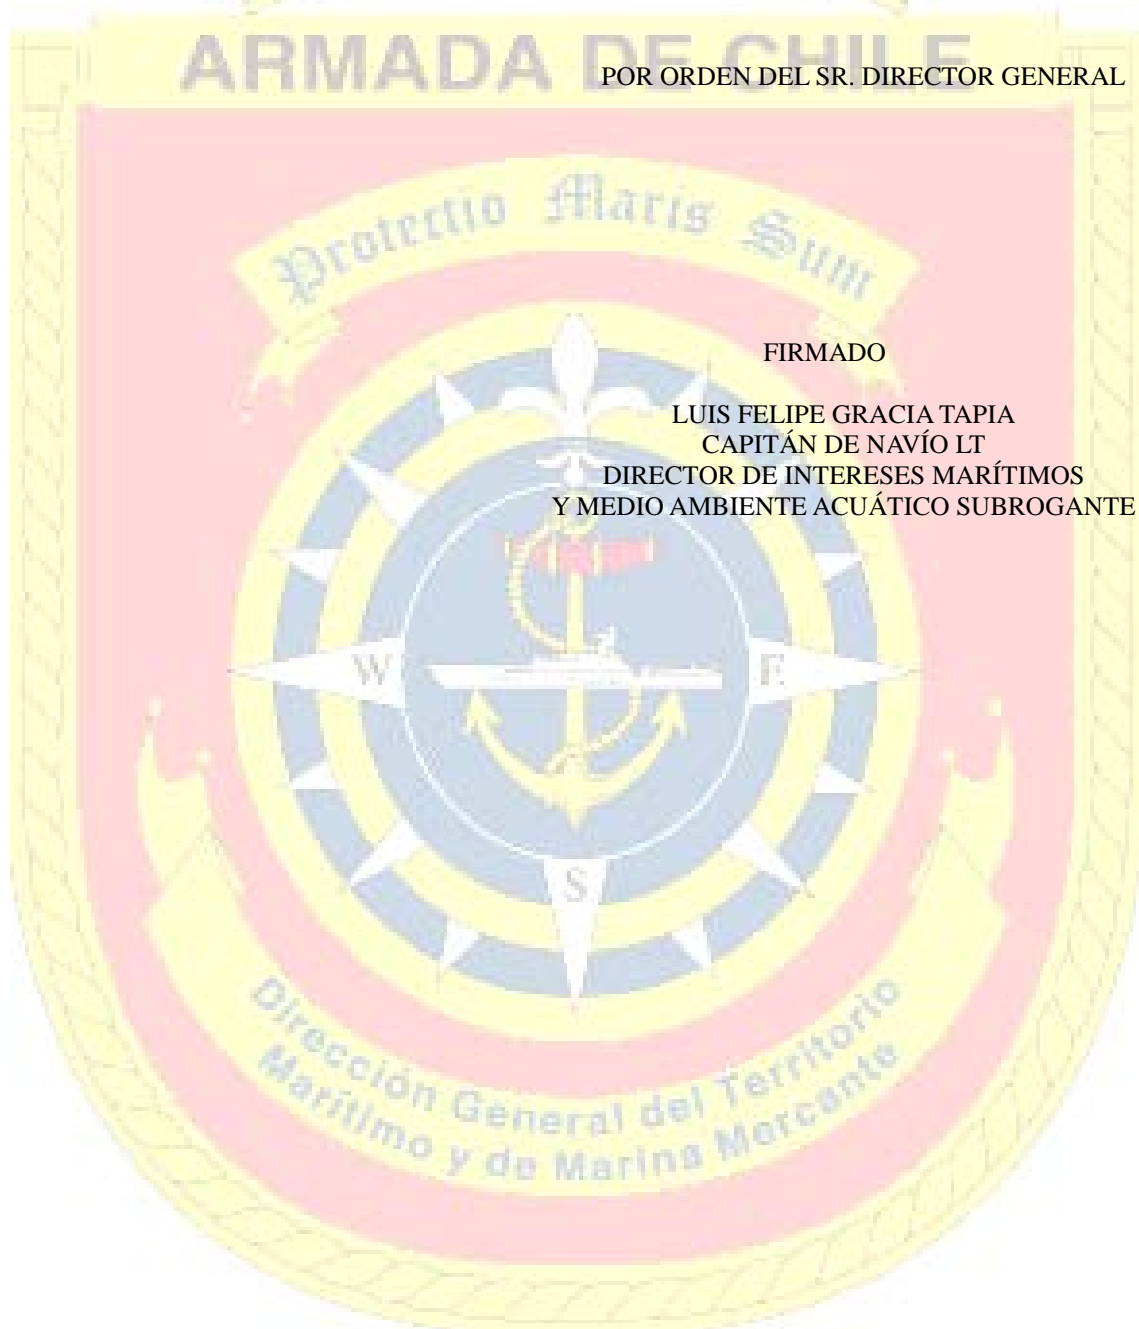 ARMADA DE CHILE
POR ORDEN DEL SR. DIRECTOR GENERAL
Protectio Maris Sum
FIRMADO
LUIS FELIPE GRACIA TAPIA
CAPITÁN DE NAVÍO LT
DIRECTOR DE INTERESES MARÍTIMOS
Y MEDIO AMBIENTE ACUÁTICO SUBROGANTE
W
E
S
Dirección General del Territorio
Marítimo y de Marina Mercante